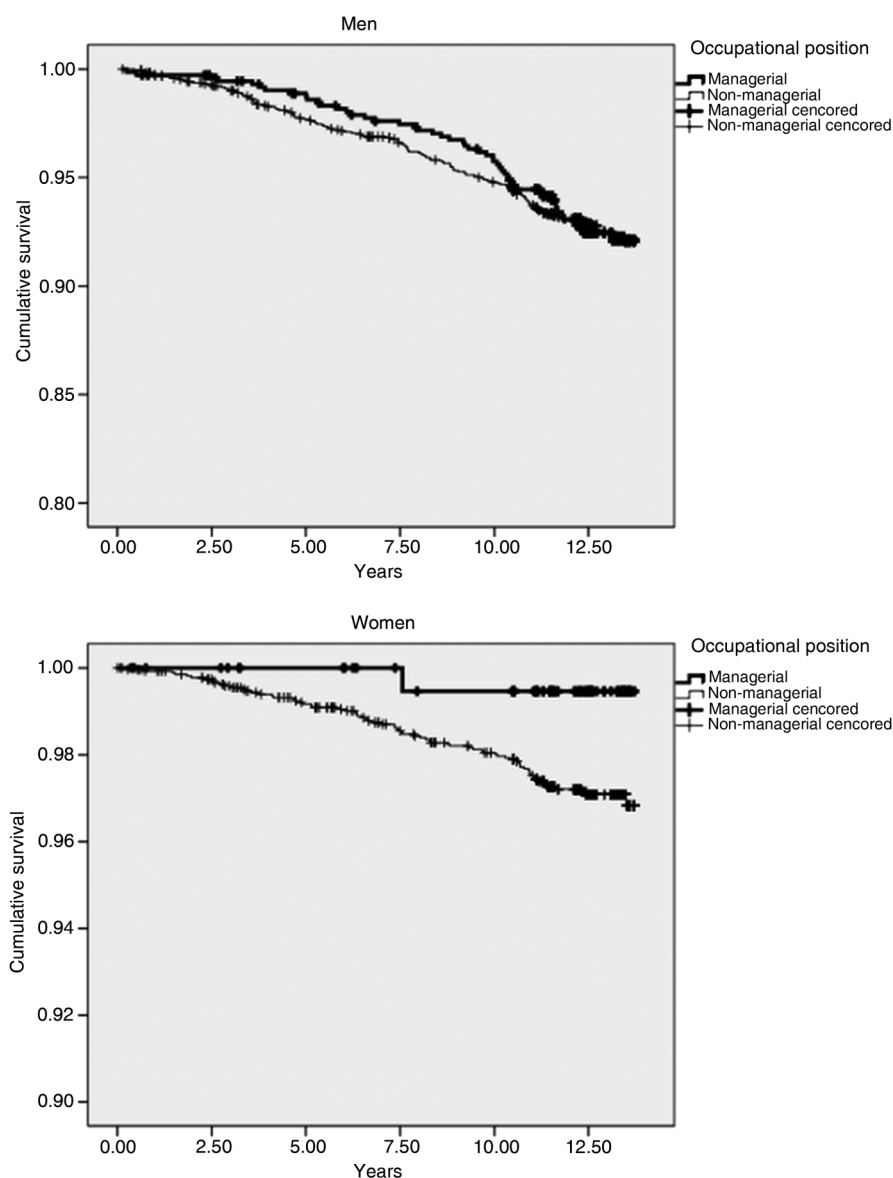 Men
Occupational position
Managerial
Non-managerial
Managerial cencored
Non-managerial cencored
1.00
0.95
0.90
0.85
0.80
Cumulative survival
0.00 2.50 5.00 7.50 10.00 12.50
Years
Women
Occupational position
Managerial
Non-managerial
Managerial cencored
Non-managerial cencored
1.00
0.98
0.96
0.94
0.92
0.90
Cumulative survival
0.00 2.50 5.00 7.50 10.00 12.50
Years